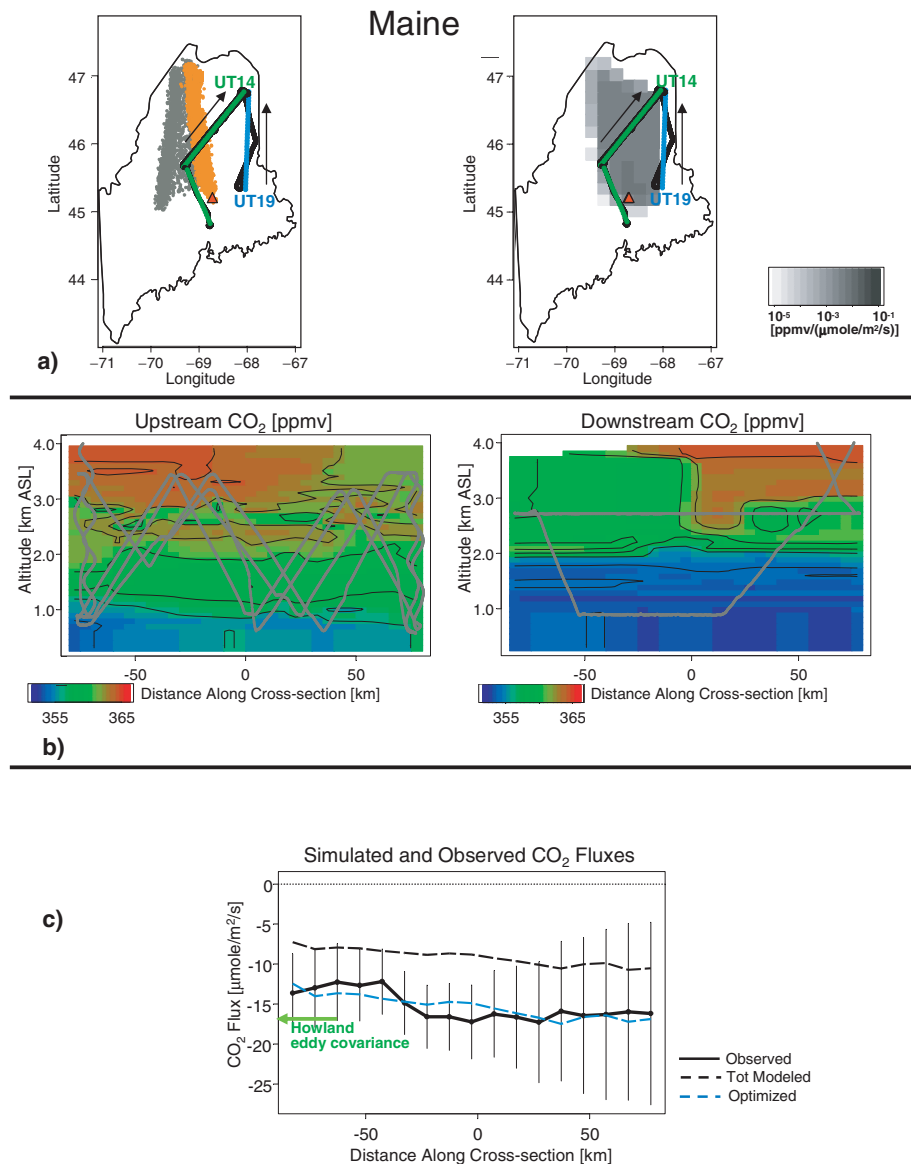 Maine
47
46
45
44
Latitude
UT14
UT19
−71 −70 −69 −68 −67
Longitude
a)
47
46
45
44
Latitude
UT14
UT19
−71 −70 −69 −68 −67
Longitude
10⁻⁵ 10⁻³ 10⁻¹
[ppmv/(μmole/m²/s)]
Upstream CO₂ [ppmv]
4.0
3.0
2.0
1.0
Altitude [km ASL]
-50 0 50
Distance Along Cross-section [km]
355 365
Downstream CO₂ [ppmv]
4.0
3.0
2.0
1.0
Altitude [km ASL]
-50 0 50
Distance Along Cross-section [km]
355 365
b)
c)
Simulated and Observed CO₂ Fluxes
0
-5
-10
-15
-20
-25
CO₂ Flux [μmole/m²/s]
Howland
eddy covariance
-50 0 50
Distance Along Cross-section [km]
Observed
Tot Modeled
Optimized